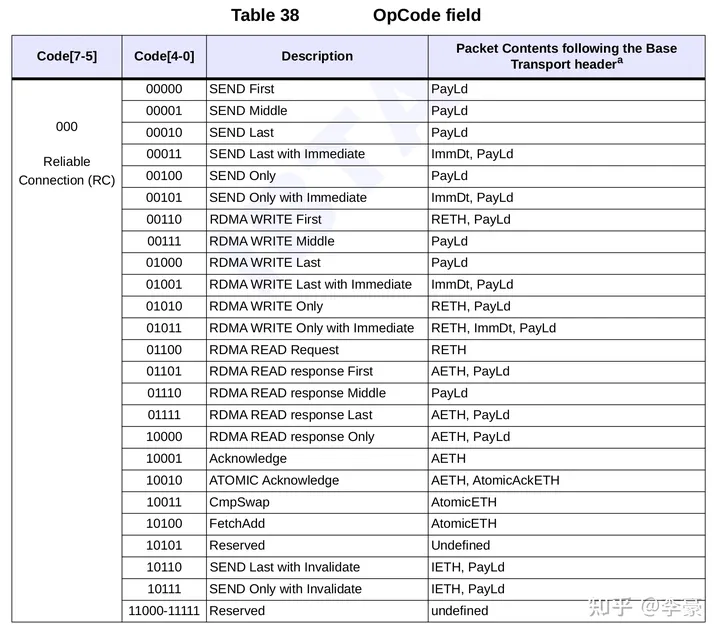 Table 38 OpCode field
Code[7-5] Code[4-0] Description Packet Contents following the Base Transport headera
000 Reliable Connection (RC)
00000 SEND First PayLd
00001 SEND Middle PayLd
00010 SEND Last PayLd
00011 SEND Last with Immediate ImmDt, PayLd
00100 SEND Only PayLd
00101 SEND Only with Immediate ImmDt, PayLd
00110 RDMA WRITE First RETH, PayLd
00111 RDMA WRITE Middle PayLd
01000 RDMA WRITE Last PayLd
01001 RDMA WRITE Last with Immediate ImmDt, PayLd
01010 RDMA WRITE Only RETH, PayLd
01011 RDMA WRITE Only with Immediate RETH, ImmDt, PayLd
01100 RDMA READ Request RETH
01101 RDMA READ response First AETH, PayLd
01110 RDMA READ response Middle PayLd
01111 RDMA READ response Last AETH, PayLd
10000 RDMA READ response Only AETH, PayLd
10001 Acknowledge AETH
10010 ATOMIC Acknowledge AETH, AtomicAckETH
10011 CmpSwap AtomicETH
10100 FetchAdd AtomicETH
10101 Reserved Undefined
10110 SEND Last with Invalidate IETH, PayLd
10111 SEND Only with Invalidate IETH, PayLd
11000-11111 Reserved undefined
知乎 @李豪